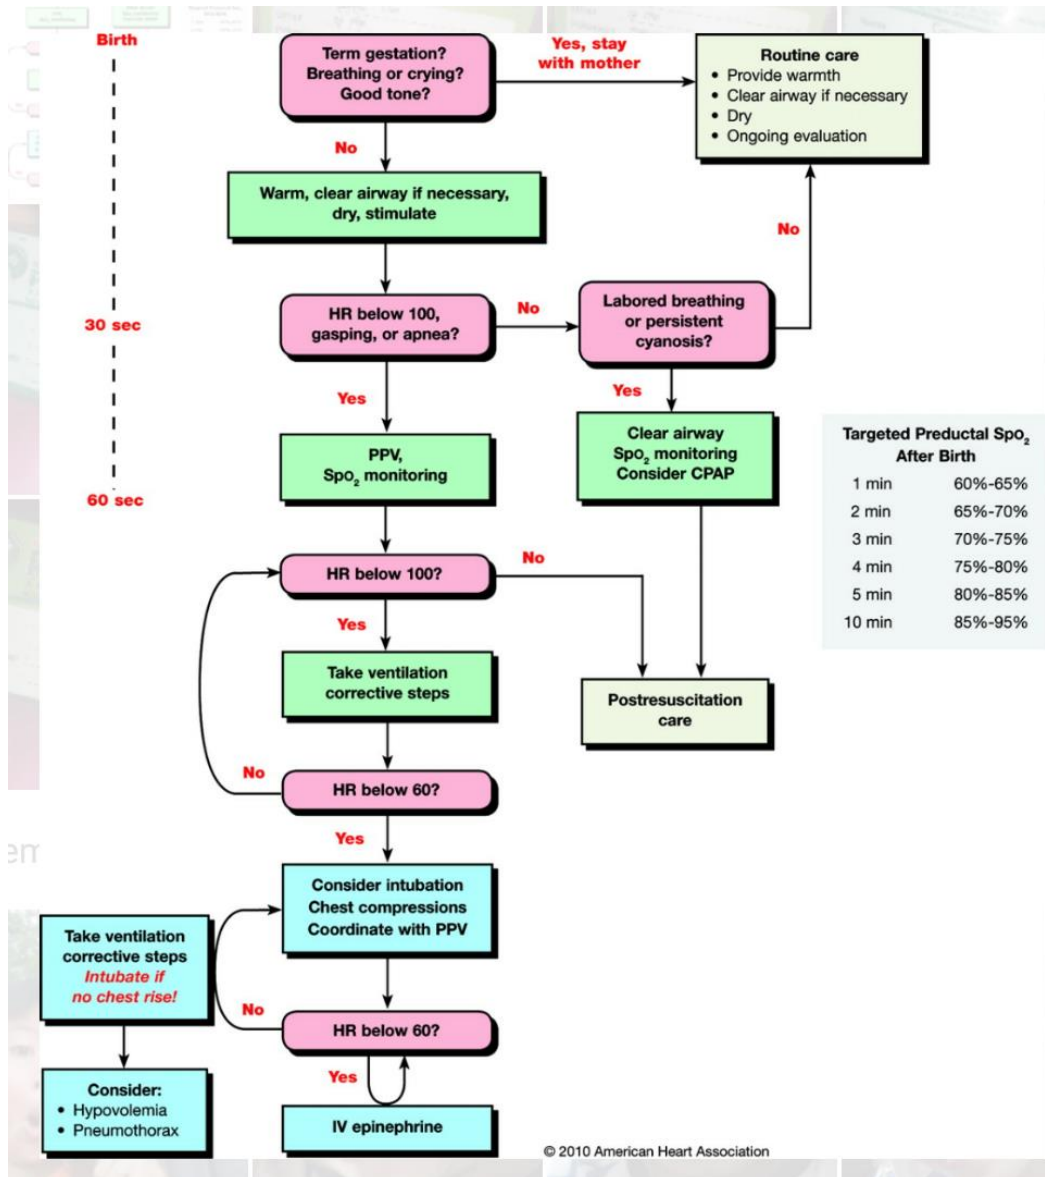 Birth
Term gestation?
Breathing or crying?
Good tone?
Yes, stay
with mother
Routine care
• Provide warmth
• Clear airway if necessary
• Dry
• Ongoing evaluation
No
Warm, clear airway if necessary,
dry, stimulate
No
30 sec
HR below 100,
gasping, or apnea?
No
Labored breathing
or persistent
cyanosis?
Yes
Yes
PPV,
SpO₂ monitoring
Clear airway
SpO₂ monitoring
Consider CPAP
60 sec
Targeted Preductal SpO₂
After Birth
1 min 60%-65%
2 min 65%-70%
3 min 70%-75%
4 min 75%-80%
5 min 80%-85%
10 min 85%-95%
HR below 100?
No
Yes
Take ventilation
corrective steps
Postresuscitation
care
No
HR below 60?
Yes
Consider intubation
Chest compressions
Coordinate with PPV
Take ventilation
corrective steps
Intubate if
no chest rise!
No
HR below 60?
Yes
Consider:
• Hypovolemia
• Pneumothorax
IV epinephrine
© 2010 American Heart Association